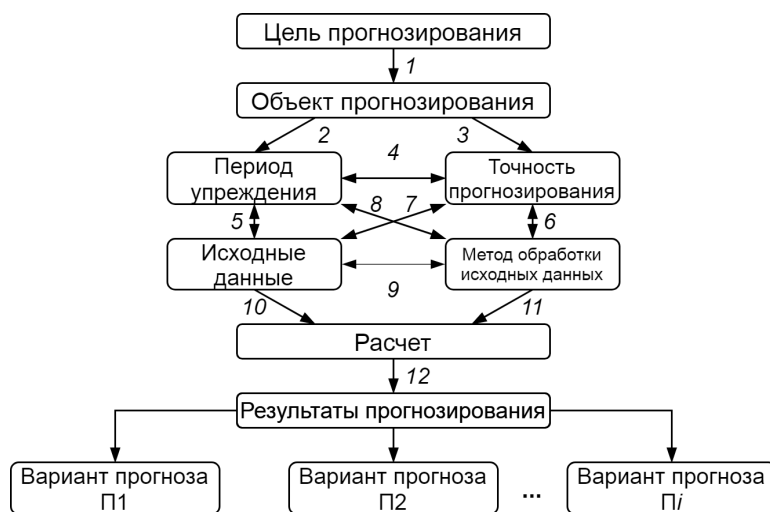 Цель прогнозирования
1
Объект прогнозирования
2
3
Период
упреждения
4
Точность
прогнозирования
5
8
7
6
Исходные
данные
9
Метод обработки
исходных данных
10
11
Расчет
12
Результаты прогнозирования
Вариант прогноза
П1
Вариант прогноза
П2
...
Вариант прогноза
Пi